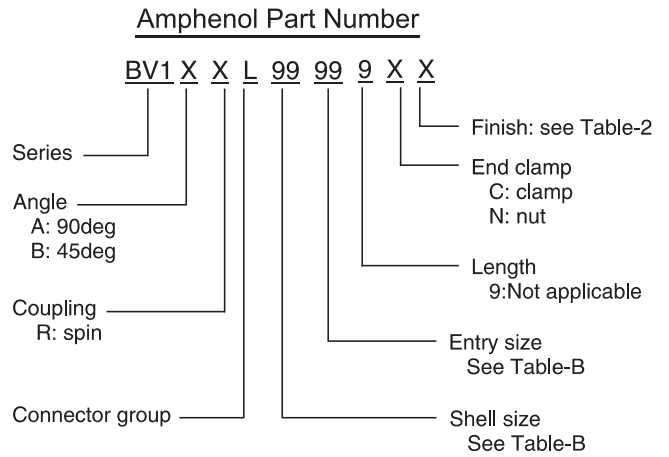 Amphenol Part Number
BV1 X X L 99 99 9 X X
Series
Angle
A: 90deg
B: 45deg
Coupling
R: spin
Connector group
Finish: see Table-2
End clamp
C: clamp
N: nut
Length
9:Not applicable
Entry size
See Table-B
Shell size
See Table-B